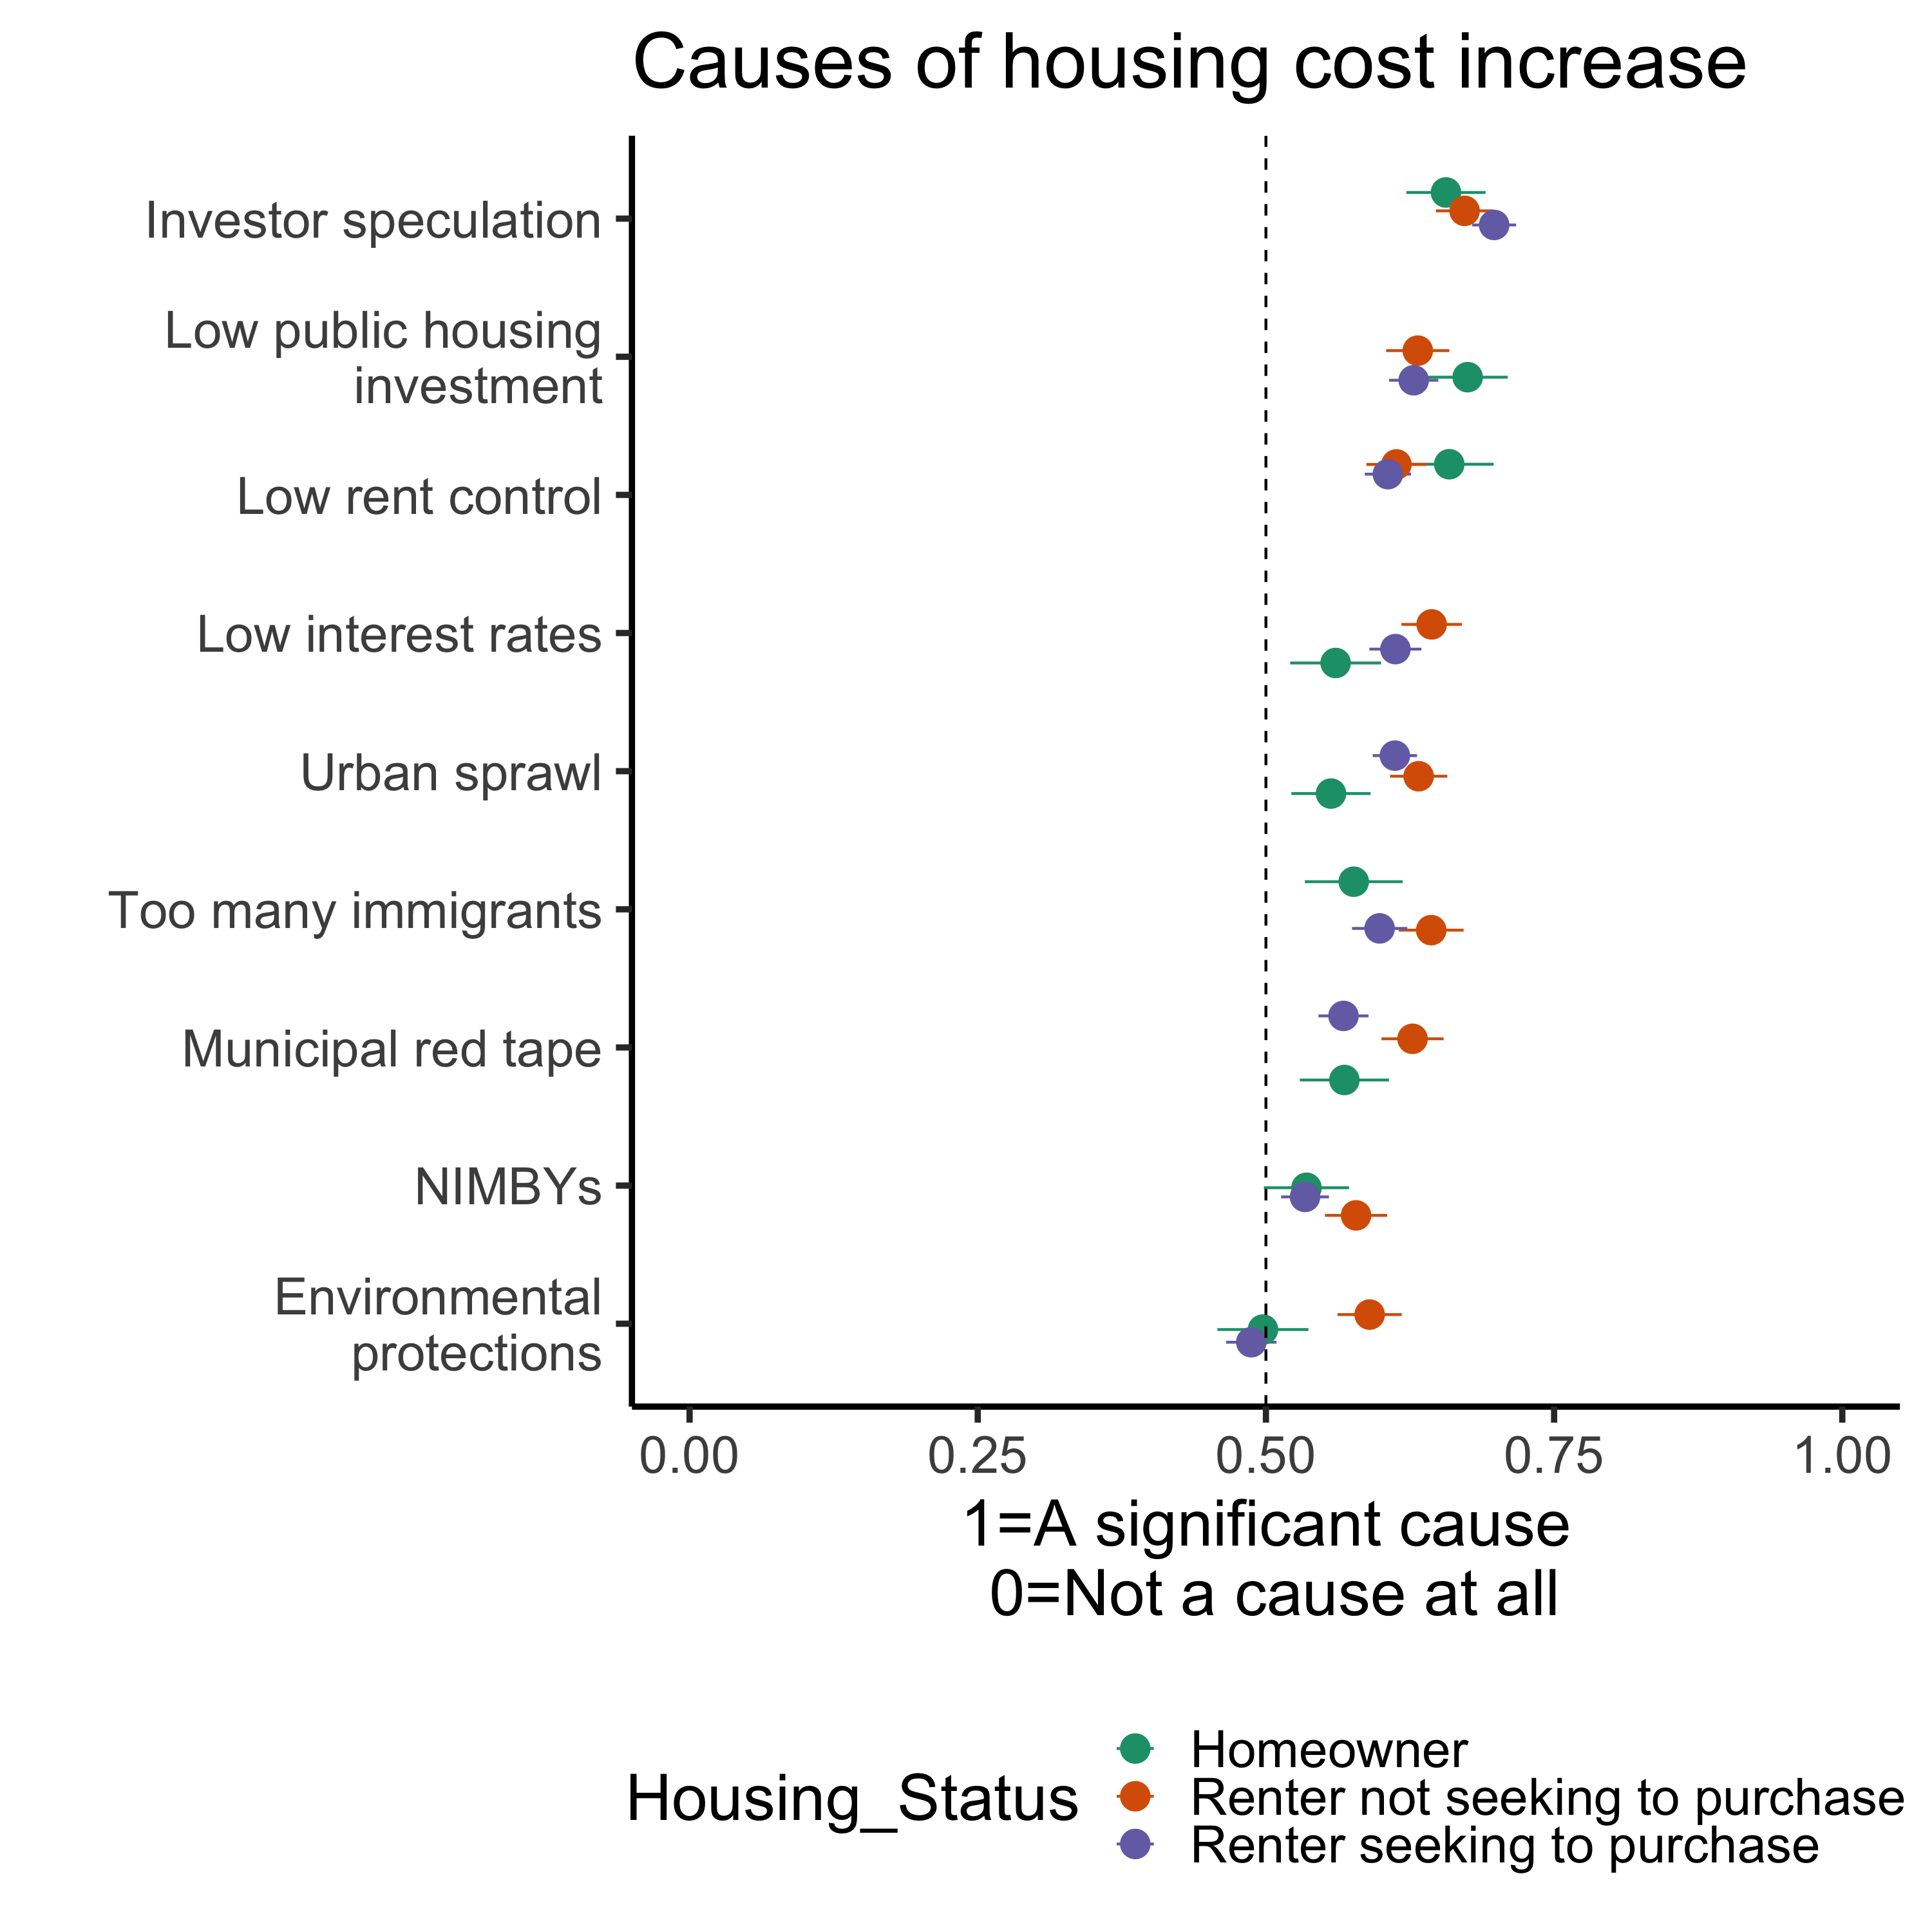 Causes of housing cost increase
Investor speculation
Low public housing
investment
Low rent control
Low interest rates
Urban sprawl
Too many immigrants
Municipal red tape
NIMBYs
Environmental
protections
0.00 0.25 0.50 0.75 1.00
1=A significant cause
0=Not a cause at all
Housing_Status
Homeowner
Renter not seeking to purchase
Renter seeking to purchase